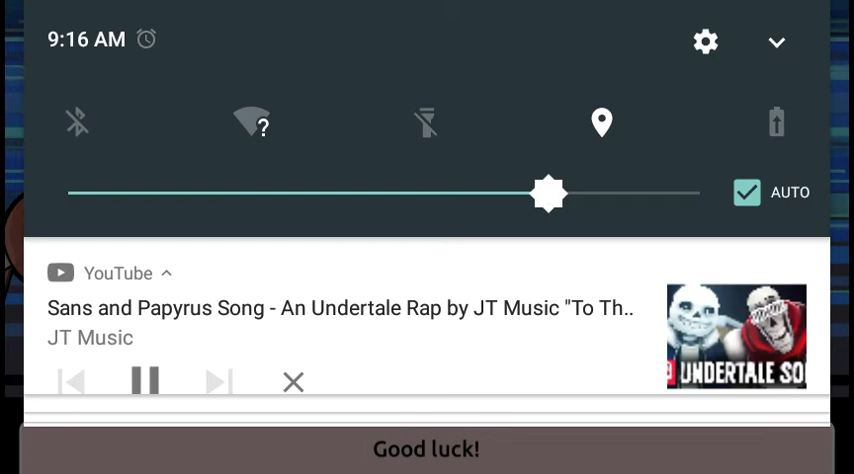 9:16 AM
?
AUTO
YouTube
Sans and Papyrus Song - An Undertale Rap by JT Music "To Th..
JT Music
UNDERTALE SO
Good luck!